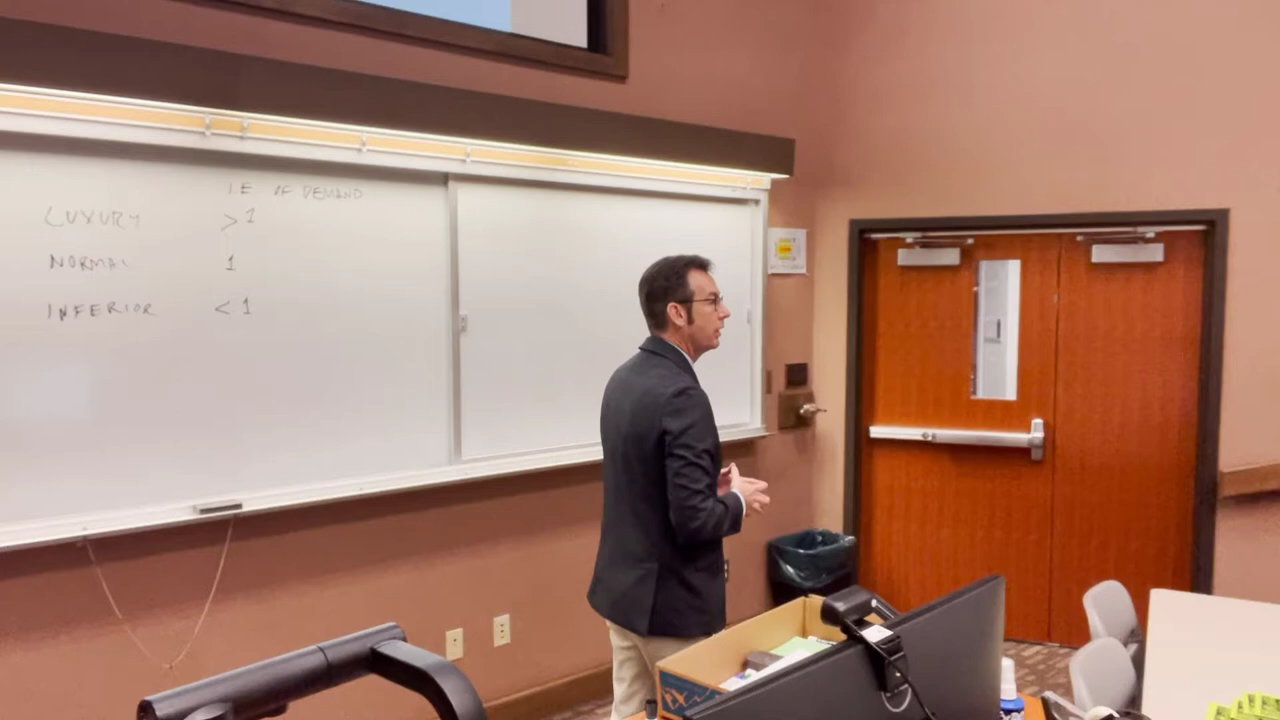 I.E OF DEMAND
LUXURY >1
NORMAL 1
INFERIOR <1